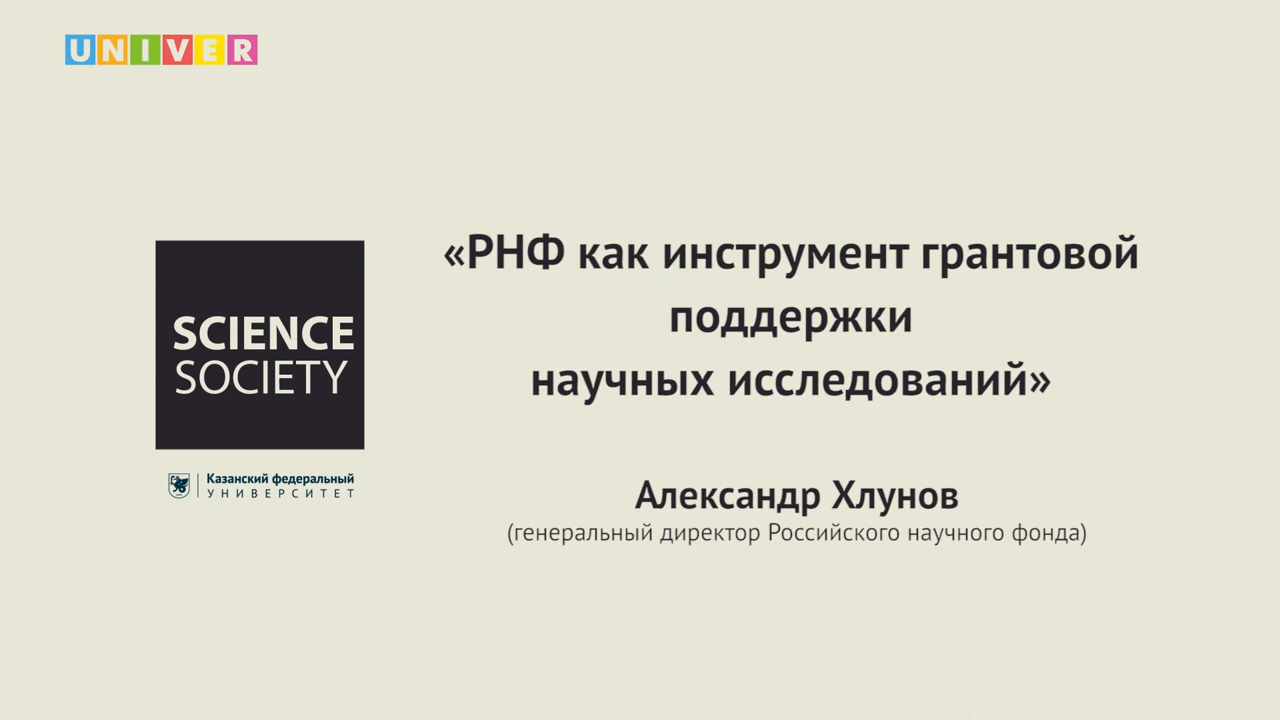 UNIVER
SCIENCE
SOCIETY
Казанский федеральный
УНИВЕРСИТЕТ
«РНФ как инструмент грантовой
поддержки
научных исследований»
Александр Хлунов
(генеральный директор Российского научного фонда)